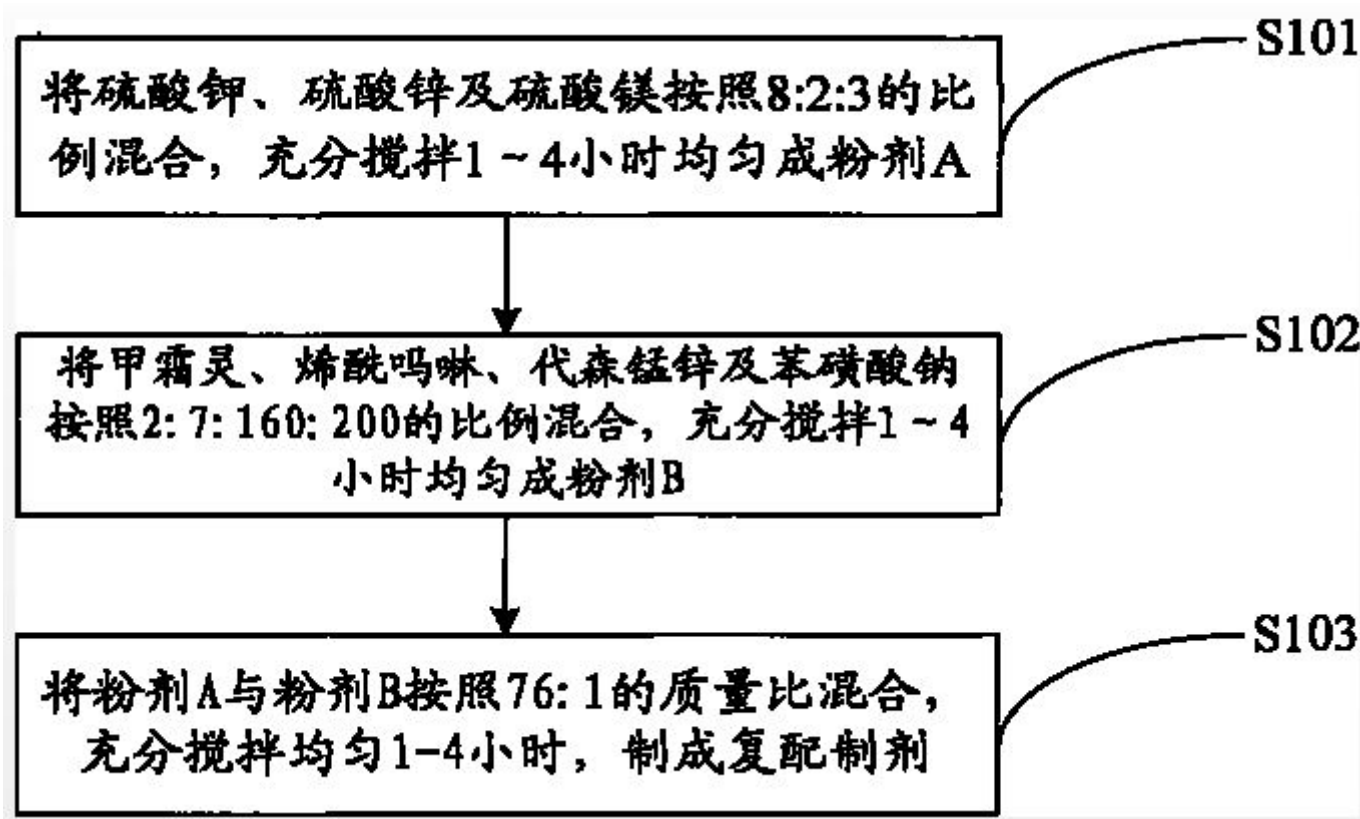 S101
将硫酸钾、硫酸锌及硫酸镁按照8:2:3的比
例混合，充分搅拌1～4小时均匀成粉剂A
S102
将甲霜灵、烯酰吗啉、代森锰锌及苯磺酸钠
按照2:7:160:200的比例混合，充分搅拌1～4
小时均匀成粉剂B
S103
将粉剂A与粉剂B按照76:1的质量比混合，
充分搅拌均匀1-4小时，制成复配制剂